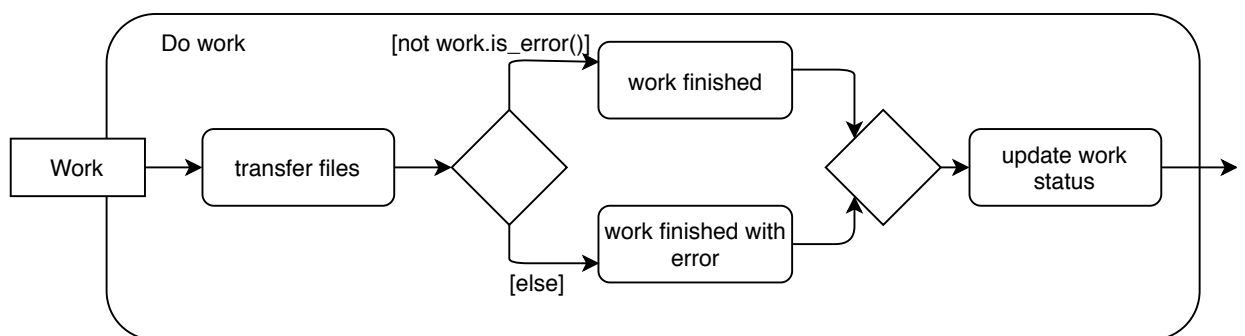 Do work
[not work.is_error()]
work finished
Work
transfer files
update work
status
work finished with
error
[else]